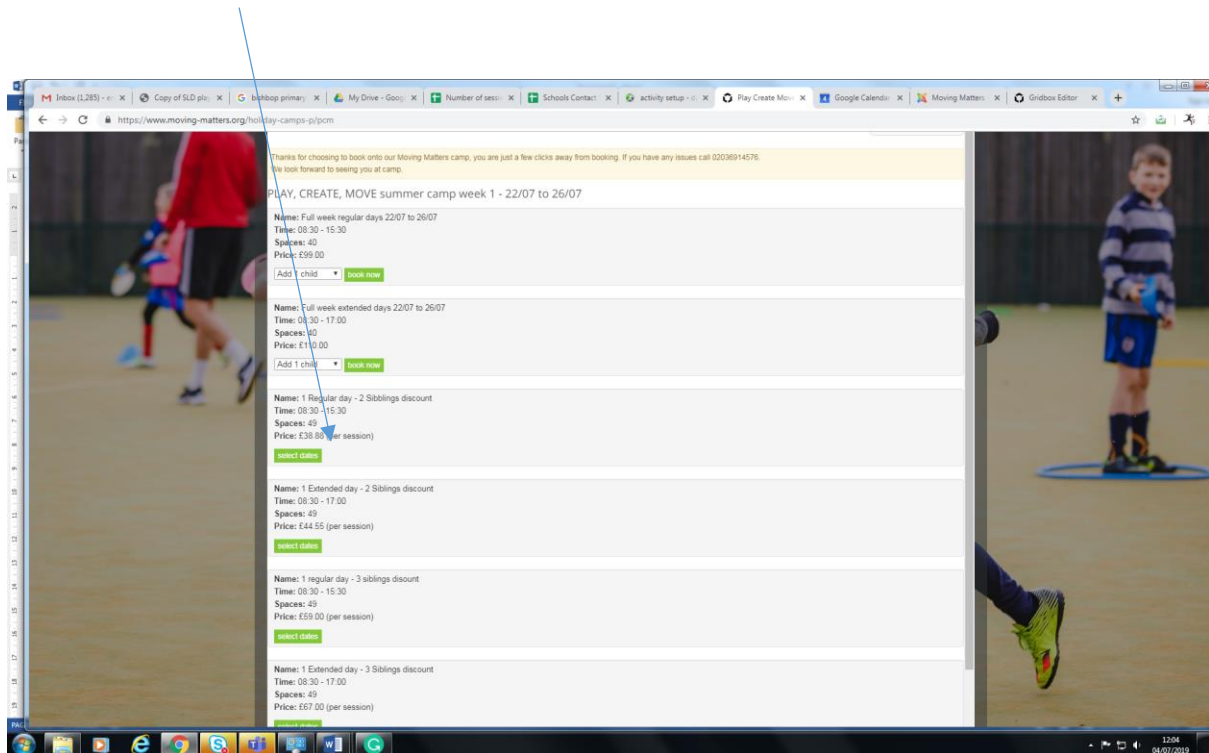 Inbox (1,285) - e
Copy of SLD pla
bishbop primary
My Drive - Goog
Number of sessi
Schools Contact
activity setup - d
Play Create Mov
Google Calendar
Moving Matters
Gridbox Editor
https://www.moving-matters.org/holiday-camps-p/pcm
Thanks for choosing to book onto our Moving Matters camp, you are just a few clicks away from booking. If you have any issues call 02036914576.
We look forward to seeing you at camp.
PLAY, CREATE, MOVE summer camp week 1 - 22/07 to 26/07
Name: Full week regular days 22/07 to 26/07
Time: 08:30 - 15:30
Spaces: 40
Price: £99.00
Add 1 child book now
Name: Full week extended days 22/07 to 26/07
Time: 08:30 - 17:00
Spaces: 40
Price: £110.00
Add 1 child book now
Name: 1 Regular day - 2 Sibblings discount
Time: 08:30 - 15:30
Spaces: 49
Price: £38.88 (per session)
select dates
Name: 1 Extended day - 2 Siblings discount
Time: 08:30 - 17:00
Spaces: 49
Price: £44.55 (per session)
select dates
Name: 1 regular day - 3 siblings disount
Time: 08:30 - 15:30
Spaces: 49
Price: £59.00 (per session)
select dates
Name: 1 Extended day - 3 Siblings discount
Time: 08:30 - 17:00
Spaces: 49
Price: £67.00 (per session)
select dates
12:04
04/07/2019